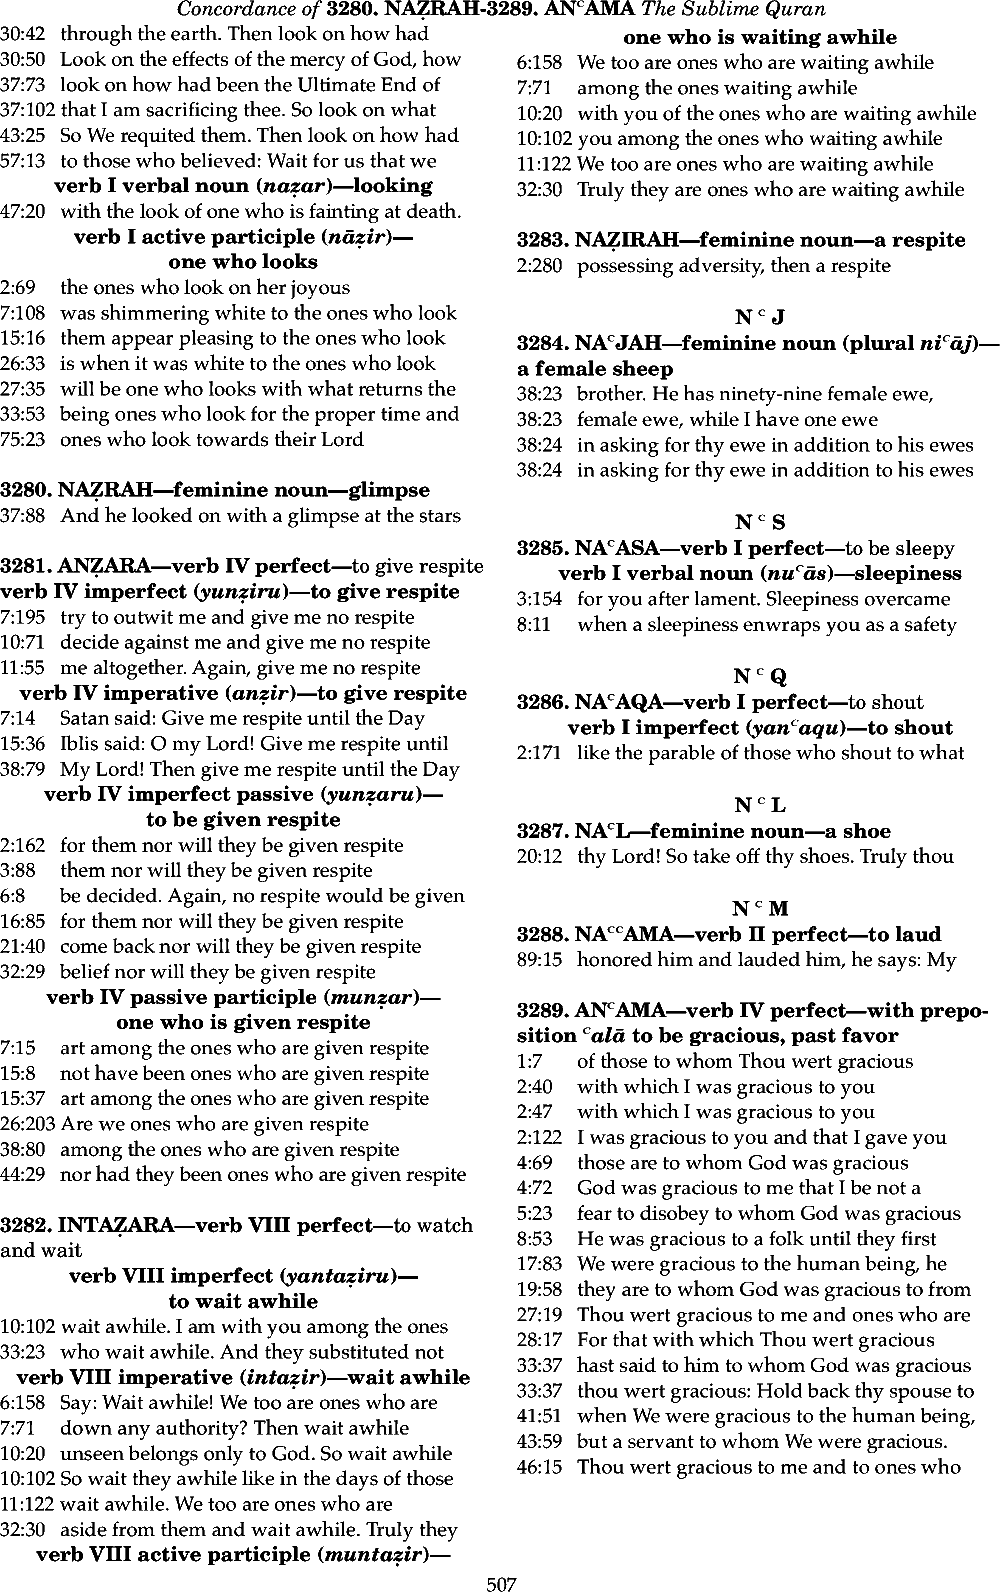 Concordance of 3280. NAẒRAH-3289. ANᶜAMA The Sublime Quran
30:42 through the earth. Then look on how had
30:50 Look on the effects of the mercy of God, how
37:73 look on how had been the Ultimate End of
37:102 that I am sacrificing thee. So look on what
43:25 So We requited them. Then look on how had
57:13 to those who believed: Wait for us that we
verb I verbal noun (naẓar)—looking
47:20 with the look of one who is fainting at death.
verb I active participle (nāẓir)—
one who looks
2:69 the ones who look on her joyous
7:108 was shimmering white to the ones who look
15:16 them appear pleasing to the ones who look
26:33 is when it was white to the ones who look
27:35 will be one who looks with what returns the
33:53 being ones who look for the proper time and
75:23 ones who look towards their Lord
3280. NAẒRAH—feminine noun—glimpse
37:88 And he looked on with a glimpse at the stars
3281. ANẒARA—verb IV perfect—to give respite
verb IV imperfect (yunẓiru)—to give respite
7:195 try to outwit me and give me no respite
10:71 decide against me and give me no respite
11:55 me altogether. Again, give me no respite
verb IV imperative (anẓir)—to give respite
7:14 Satan said: Give me respite until the Day
15:36 Iblis said: O my Lord! Give me respite until
38:79 My Lord! Then give me respite until the Day
verb IV imperfect passive (yunẓaru)—
to be given respite
2:162 for them nor will they be given respite
3:88 them nor will they be given respite
6:8 be decided. Again, no respite would be given
16:85 for them nor will they be given respite
21:40 come back nor will they be given respite
32:29 belief nor will they be given respite
verb IV passive participle (munẓar)—
one who is given respite
7:15 art among the ones who are given respite
15:8 not have been ones who are given respite
15:37 art among the ones who are given respite
26:203 Are we ones who are given respite
38:80 among the ones who are given respite
44:29 nor had they been ones who are given respite
3282. INTAẒARA—verb VIII perfect—to watch
and wait
verb VIII imperfect (yantaẓiru)—
to wait awhile
10:102 wait awhile. I am with you among the ones
33:23 who wait awhile. And they substituted not
verb VIII imperative (intaẓir)—wait awhile
6:158 Say: Wait awhile! We too are ones who are
7:71 down any authority? Then wait awhile
10:20 unseen belongs only to God. So wait awhile
10:102 So wait they awhile like in the days of those
11:122 wait awhile. We too are ones who are
32:30 aside from them and wait awhile. Truly they
verb VIII active participle (muntaẓir)—
one who is waiting awhile
6:158 We too are ones who are waiting awhile
7:71 among the ones waiting awhile
10:20 with you of the ones who are waiting awhile
10:102 you among the ones who waiting awhile
11:122 We too are ones who are waiting awhile
32:30 Truly they are ones who are waiting awhile
3283. NAẒIRAH—feminine noun—a respite
2:280 possessing adversity, then a respite
N ᶜ J
3284. NAᶜJAH—feminine noun (plural niᶜāj)—
a female sheep
38:23 brother. He has ninety-nine female ewe,
38:23 female ewe, while I have one ewe
38:24 in asking for thy ewe in addition to his ewes
38:24 in asking for thy ewe in addition to his ewes
N ᶜ S
3285. NAᶜASA—verb I perfect—to be sleepy
verb I verbal noun (nuᶜās)—sleepiness
3:154 for you after lament. Sleepiness overcame
8:11 when a sleepiness enwraps you as a safety
N ᶜ Q
3286. NAᶜAQA—verb I perfect—to shout
verb I imperfect (yanᶜaqu)—to shout
2:171 like the parable of those who shout to what
N ᶜ L
3287. NAᶜL—feminine noun—a shoe
20:12 thy Lord! So take off thy shoes. Truly thou
N ᶜ M
3288. NAᶜᶜAMA—verb II perfect—to laud
89:15 honored him and lauded him, he says: My
3289. ANᶜAMA—verb IV perfect—with prepo-
sition ᶜalā to be gracious, past favor
1:7 of those to whom Thou wert gracious
2:40 with which I was gracious to you
2:47 with which I was gracious to you
2:122 I was gracious to you and that I gave you
4:69 those are to whom God was gracious
4:72 God was gracious to me that I be not a
5:23 fear to disobey to whom God was gracious
8:53 He was gracious to a folk until they first
17:83 We were gracious to the human being, he
19:58 they are to whom God was gracious to from
27:19 Thou wert gracious to me and ones who are
28:17 For that with which Thou wert gracious
33:37 hast said to him to whom God was gracious
33:37 thou wert gracious: Hold back thy spouse to
41:51 when We were gracious to the human being,
43:59 but a servant to whom We were gracious.
46:15 Thou wert gracious to me and to ones who
507